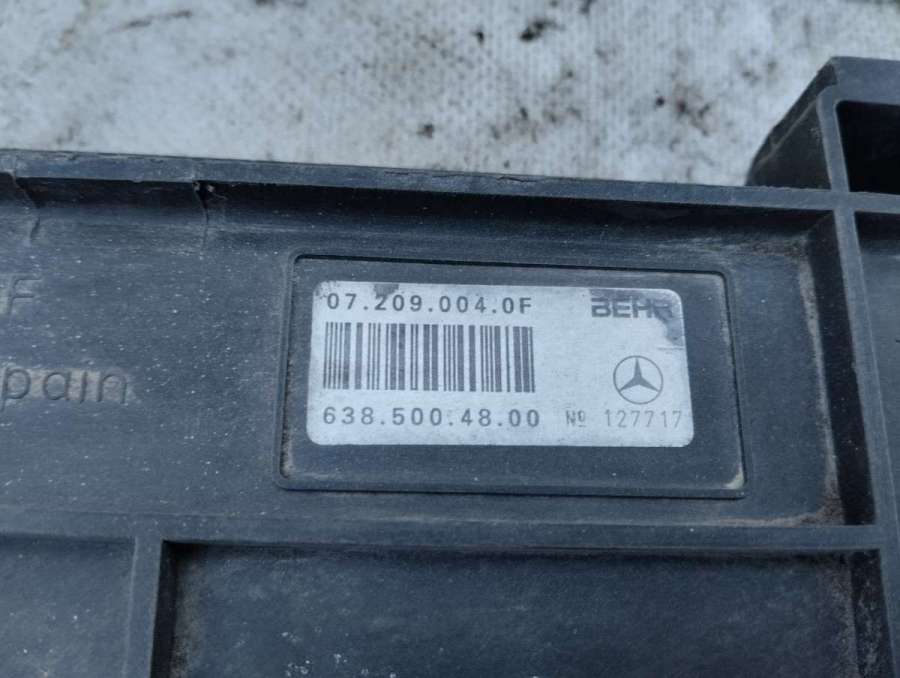 07.209.004.0F
BEHR
638.500.48.00
Nº 127717
F
pain